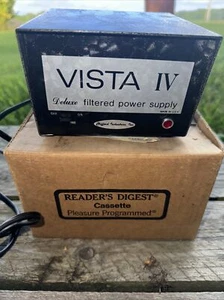 VISTA IV
Deluxe filtered power supply
READER'S DIGEST®
Cassette
Pleasure Programmed®